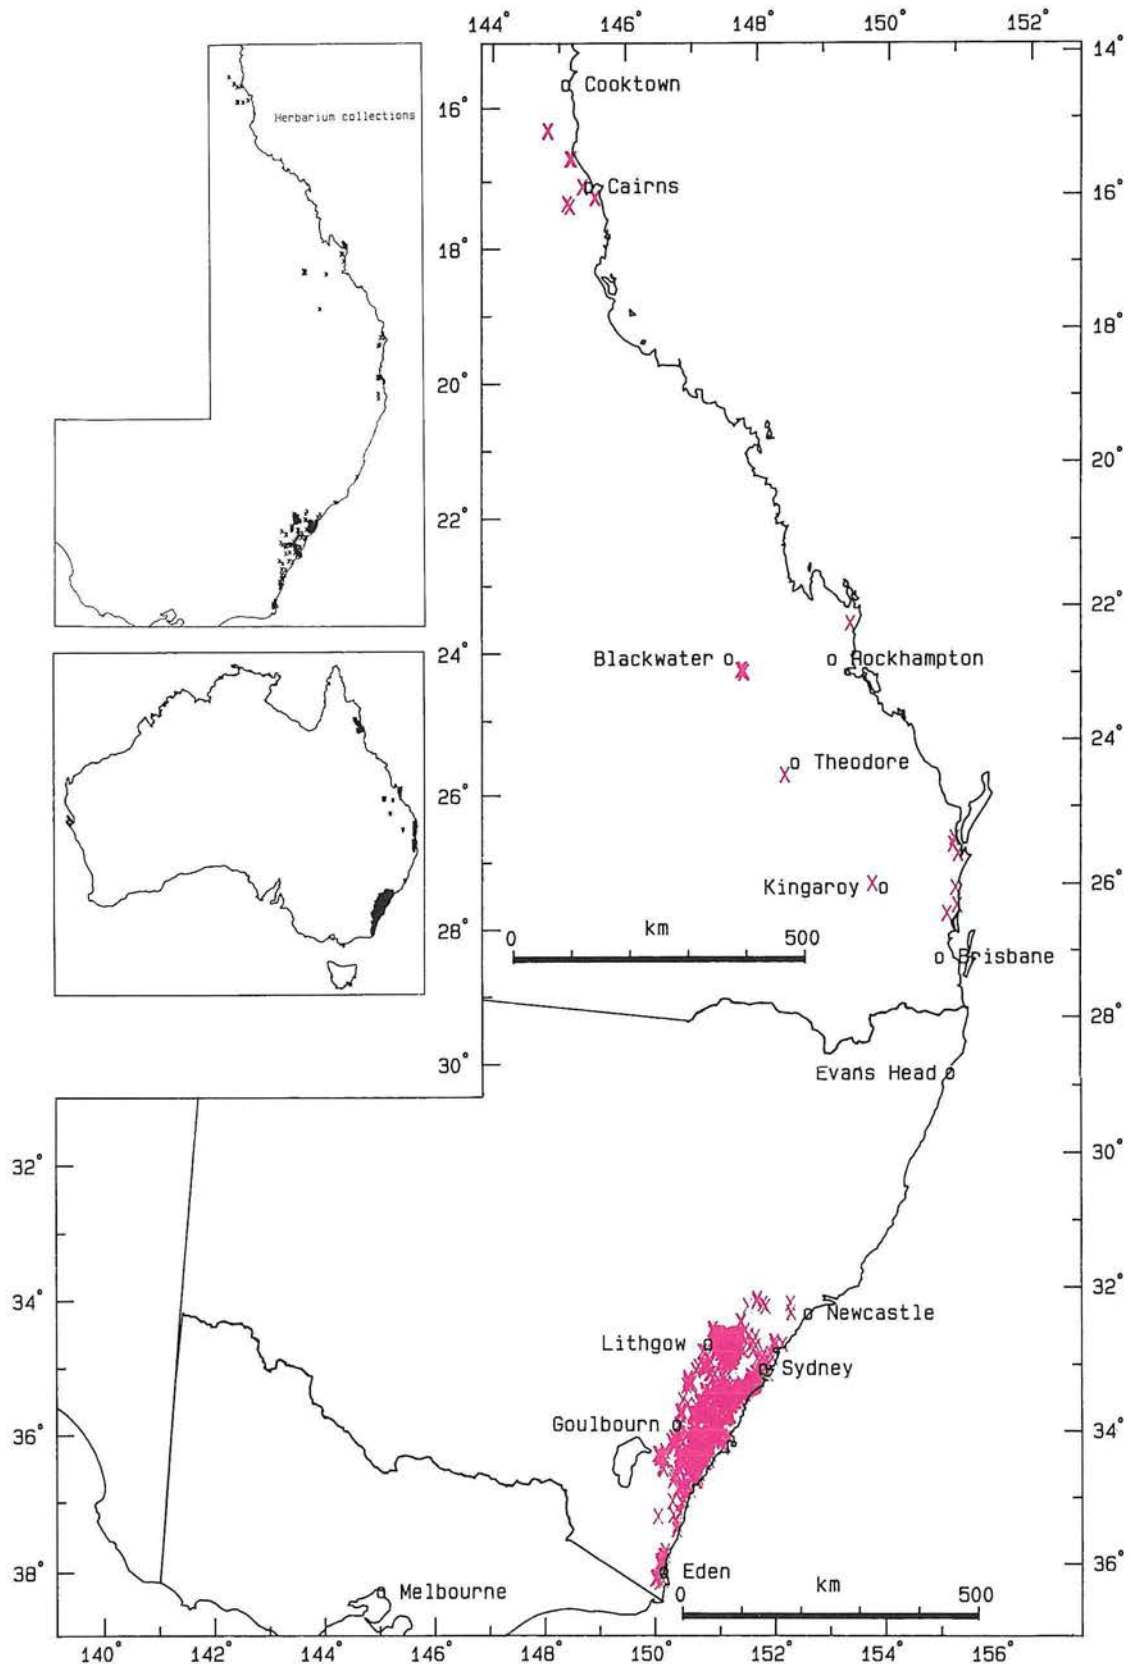 144° 146° 148° 150° 152°
14°
Cooktown
16°
Herbarium collections
Cairns
16°
18°
18°
20°
20°
22°
22°
24°
Blackwater
Rockhampton
24°
Theodore
26°
26°
Kingaroy
28°
0 km 500
Brisbane
28°
30°
Evans Head
30°
32°
32°
34°
Newcastle
Lithgow
Sydney
34°
Goulbourn
36°
36°
38°
Eden
Melbourne
0 km 500
140° 142° 144° 146° 148° 150° 152° 154° 156°